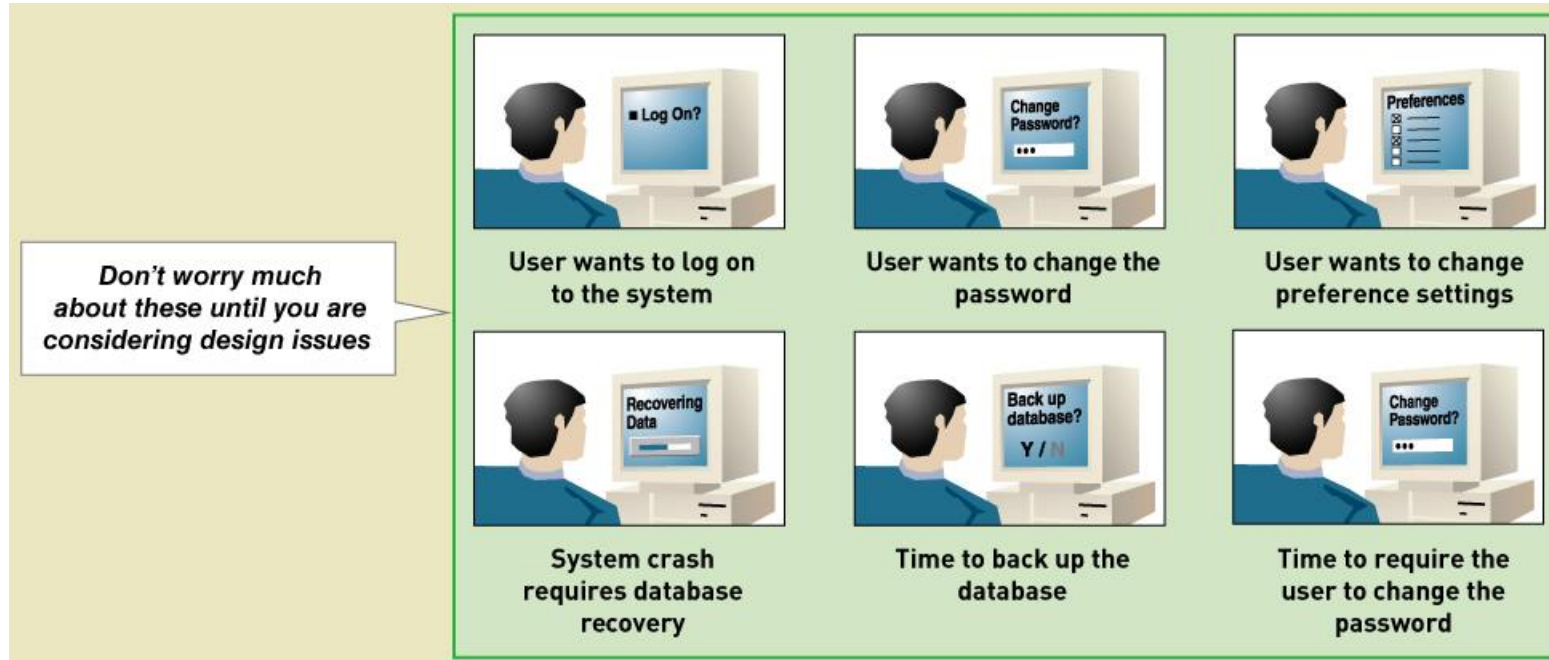 ■ Log On?
Change
Password?
Preferences
User wants to log on
to the system
User wants to change the
password
User wants to change
preference settings
Don't worry much
about these until you are
considering design issues
Recovering
Data
Back up
database?
Y / N
Change
Password?
System crash
requires database
recovery
Time to back up the
database
Time to require the
user to change the
password